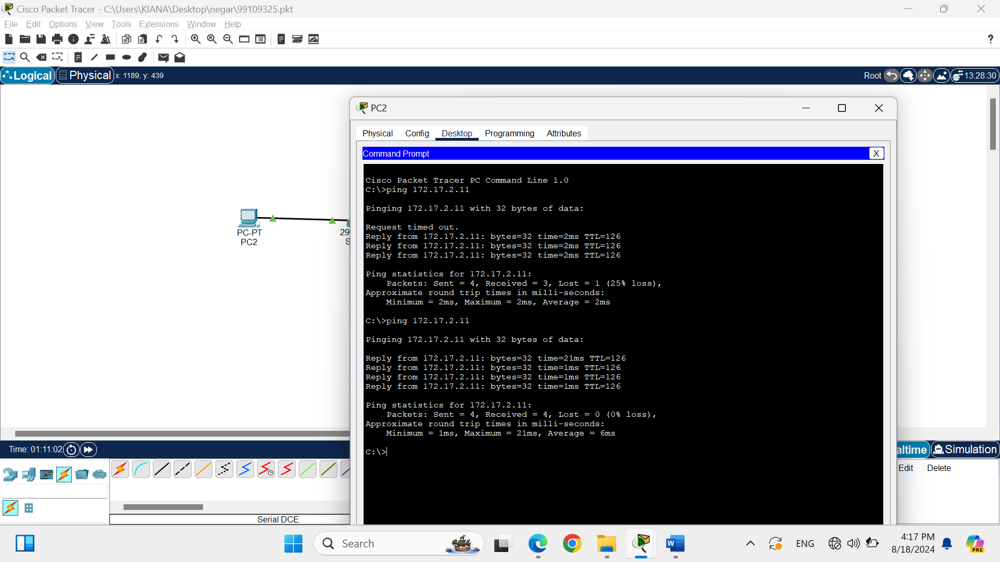 Cisco Packet Tracer - C:\Users\KIANA\Desktop\negar\99109325.pkt
File Edit Options View Tools Extensions Window Help
?
Logical Physical x: 1189, y: 439 Root 13:28:30
PC2
Physical Config Desktop Programming Attributes
Command Prompt X
Cisco Packet Tracer PC Command Line 1.0
C:\>ping 172.17.2.11
Pinging 172.17.2.11 with 32 bytes of data:
Request timed out.
Reply from 172.17.2.11: bytes=32 time=2ms TTL=126
Reply from 172.17.2.11: bytes=32 time=2ms TTL=126
Reply from 172.17.2.11: bytes=32 time=2ms TTL=126
Ping statistics for 172.17.2.11:
Packets: Sent = 4, Received = 3, Lost = 1 (25% loss),
Approximate round trip times in milli-seconds:
Minimum = 2ms, Maximum = 2ms, Average = 2ms
C:\>ping 172.17.2.11
Pinging 172.17.2.11 with 32 bytes of data:
Reply from 172.17.2.11: bytes=32 time=21ms TTL=126
Reply from 172.17.2.11: bytes=32 time=1ms TTL=126
Reply from 172.17.2.11: bytes=32 time=1ms TTL=126
Reply from 172.17.2.11: bytes=32 time=1ms TTL=126
Ping statistics for 172.17.2.11:
Packets: Sent = 4, Received = 4, Lost = 0 (0% loss),
Approximate round trip times in milli-seconds:
Minimum = 1ms, Maximum = 21ms, Average = 6ms
C:\>
PC-PT
PC2
29
S
Time: 01:11:02
altime Simulation
Edit Delete
Serial DCE
Search
ENG
4:17 PM
8/18/2024
PRE